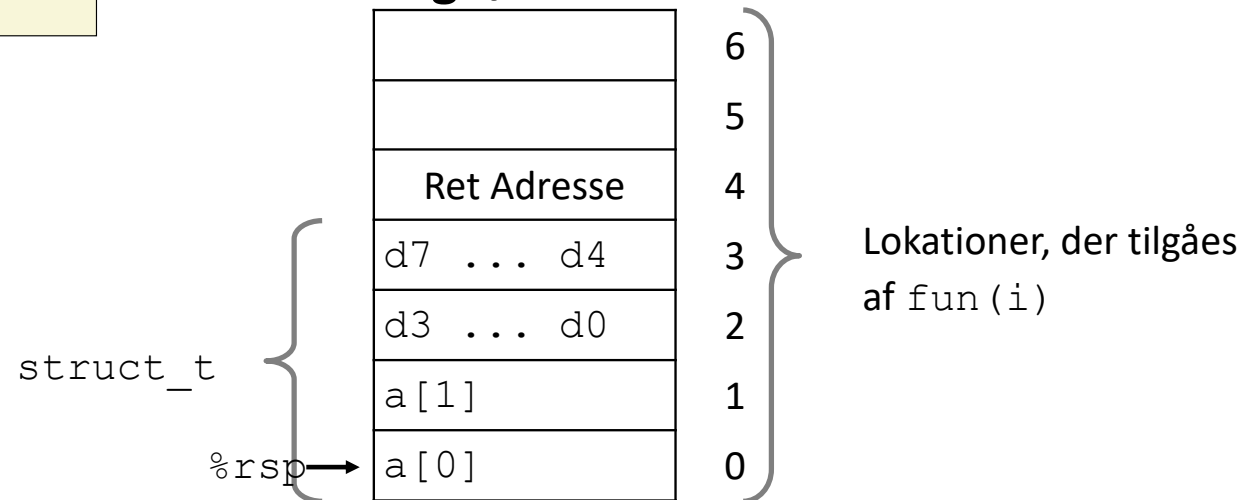 6
5
Ret Adresse 4
d7 ... d4 3
d3 ... d0 2
a[1] 1
%rsp a[0] 0
struct_t
Lokationer, der tilgåes
af fun(i)